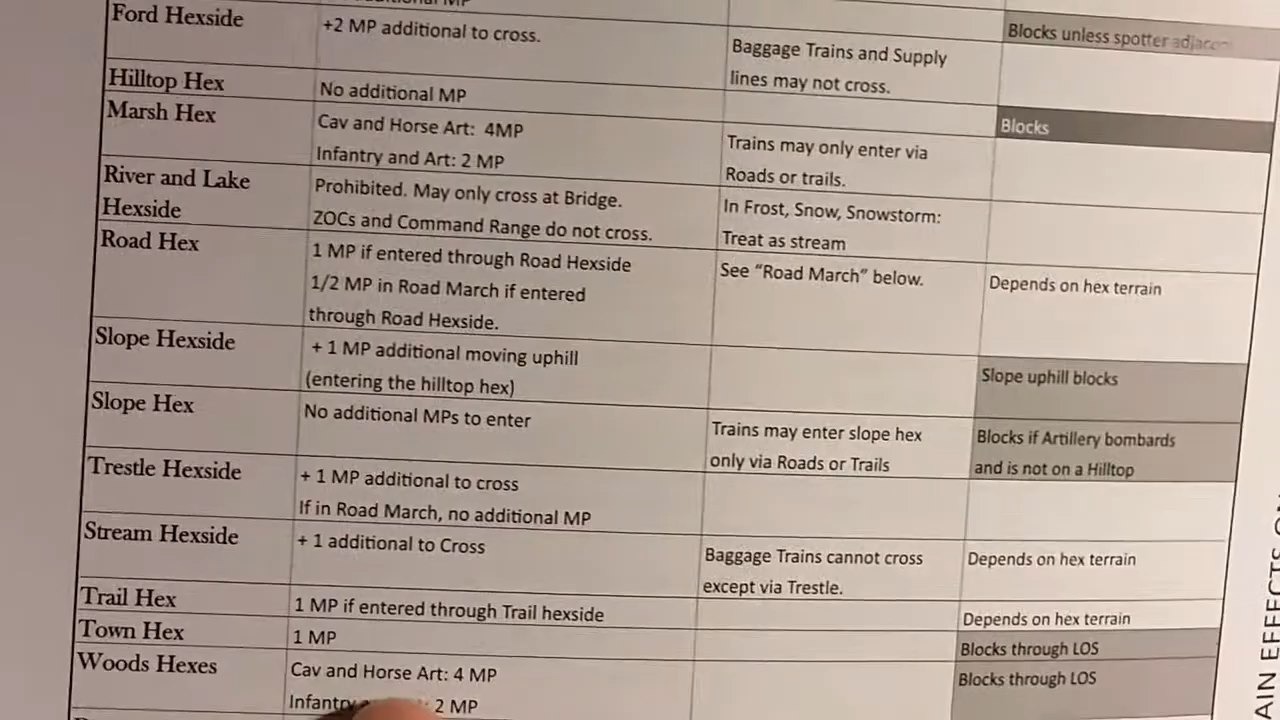 Ford Hexside
+2 MP additional to cross.
Baggage Trains and Supply
lines may not cross.
Blocks unless spotter adjacent
Hilltop Hex
No additional MP
Blocks
Marsh Hex
Cav and Horse Art: 4MP
Infantry and Art: 2 MP
Trains may only enter via
Roads or trails.
River and Lake
Hexside
Prohibited. May only cross at Bridge.
ZOCs and Command Range do not cross.
In Frost, Snow, Snowstorm:
Treat as stream
Road Hex
1 MP if entered through Road Hexside
1/2 MP in Road March if entered
through Road Hexside.
See “Road March” below.
Depends on hex terrain
Slope Hexside
+ 1 MP additional moving uphill
(entering the hilltop hex)
Slope uphill blocks
Slope Hex
No additional MPs to enter
Trains may enter slope hex
only via Roads or Trails
Blocks if Artillery bombards
and is not on a Hilltop
Trestle Hexside
+ 1 MP additional to cross
If in Road March, no additional MP
Stream Hexside
+ 1 additional to Cross
Baggage Trains cannot cross
except via Trestle.
Depends on hex terrain
Trail Hex
1 MP if entered through Trail hexside
Depends on hex terrain
Town Hex
1 MP
Blocks through LOS
Woods Hexes
Cav and Horse Art: 4 MP
Infantry 2 MP
Blocks through LOS
EFFECTS